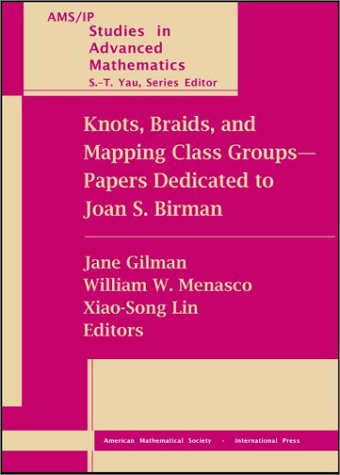 AMS/IP
Studies in
Advanced
Mathematics
S.-T. Yau, Series Editor
Knots, Braids, and
Mapping Class Groups—
Papers Dedicated to
Joan S. Birman
Jane Gilman
William W. Menasco
Xiao-Song Lin
Editors
American Mathematical Society · International Press